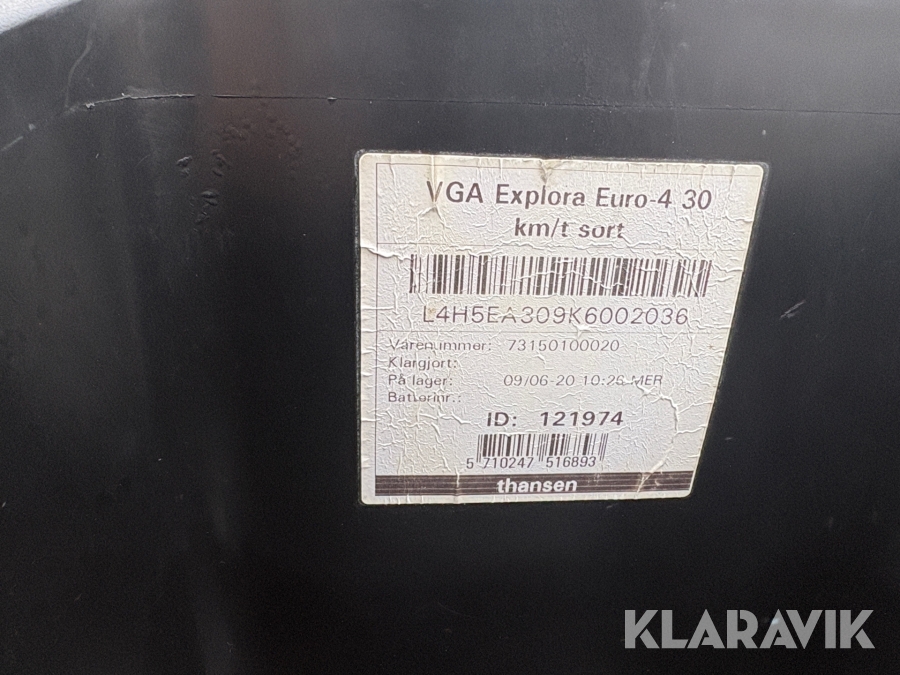 VGA Explora Euro-4 30
km/t sort
L4H5EA309K6002036
Varenummer: 73150100020
Klargjort:
På lager: 09/06-20 10:26 MER
Batterinr.:
ID: 121974
5 710247 516893
thansen
KLARAVIK